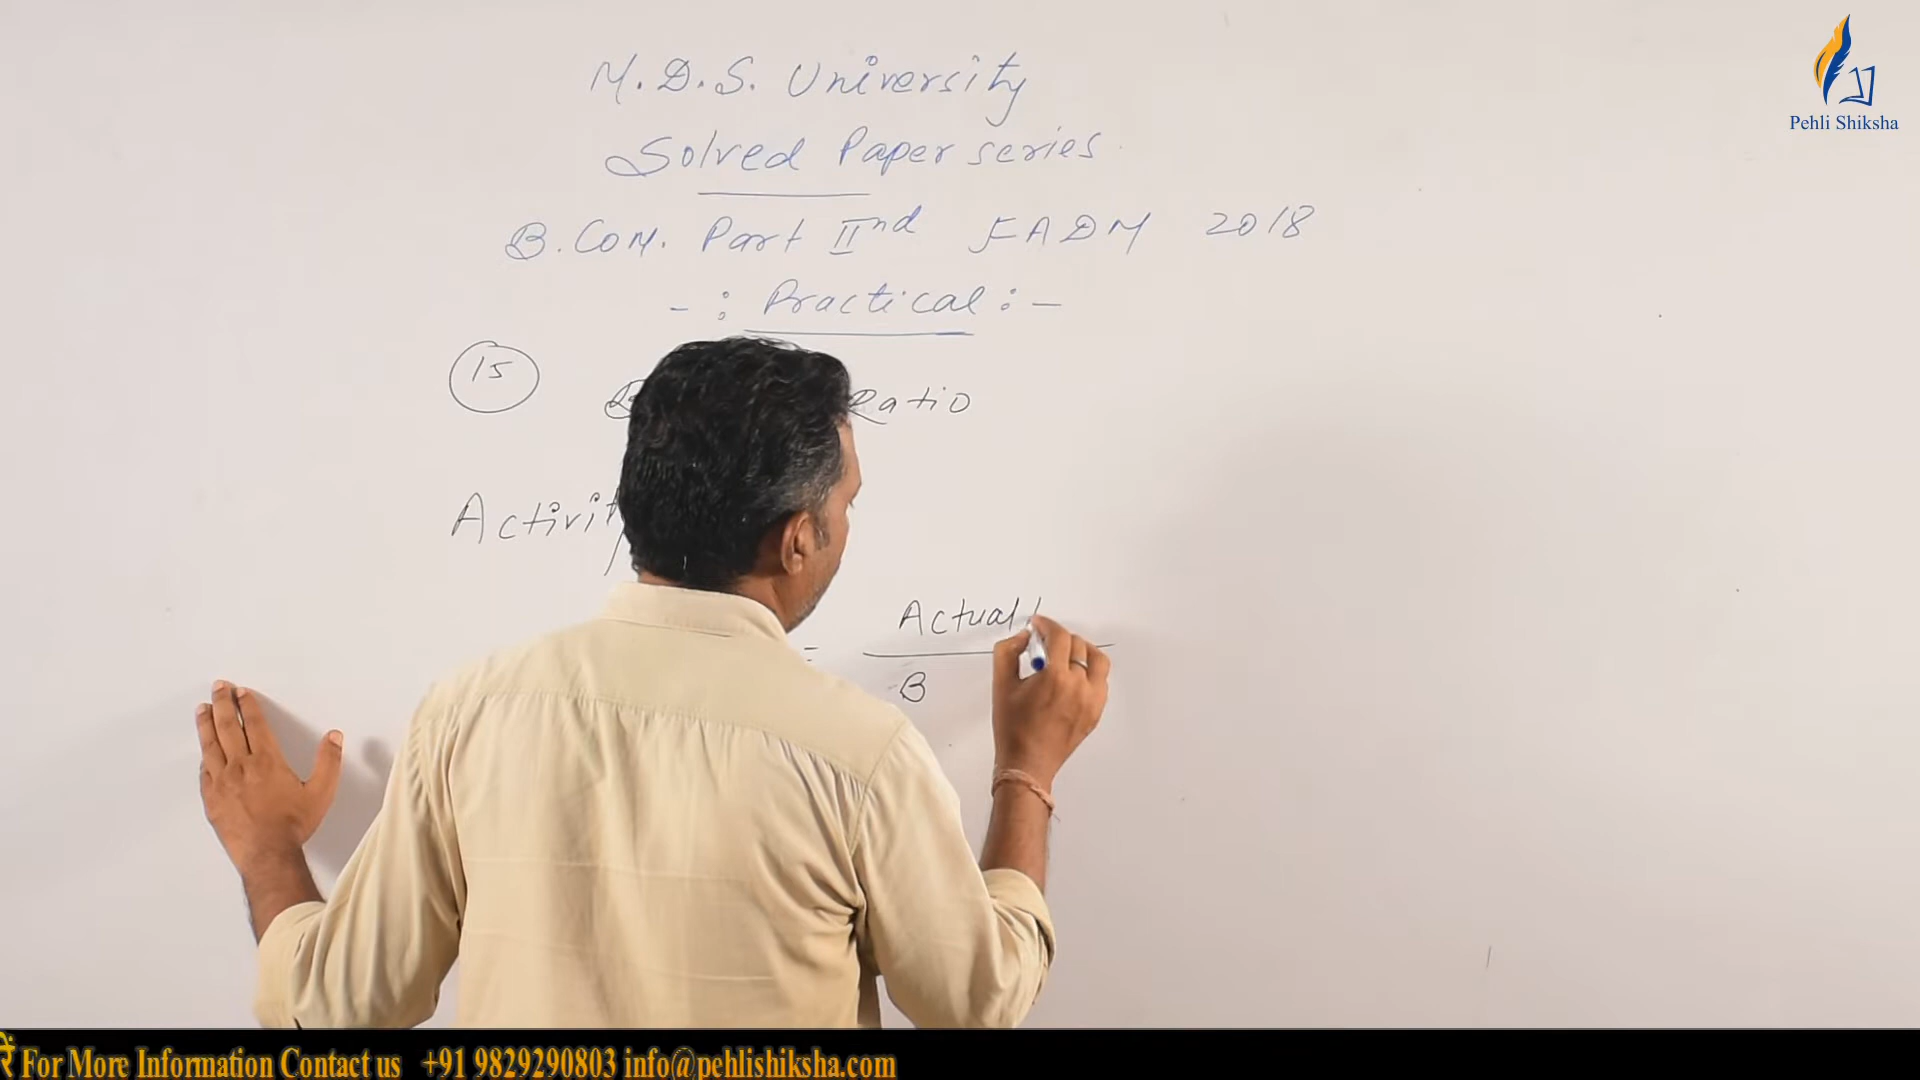 M.D.S. University
Solved Paper series
B.Com. Part IInd FADM 2018
-: Practical :-
15
Ratio
Activit
= Actual
B
Pehli Shiksha
रें For More Information Contact us +91 9829290803 info@pehlishiksha.com